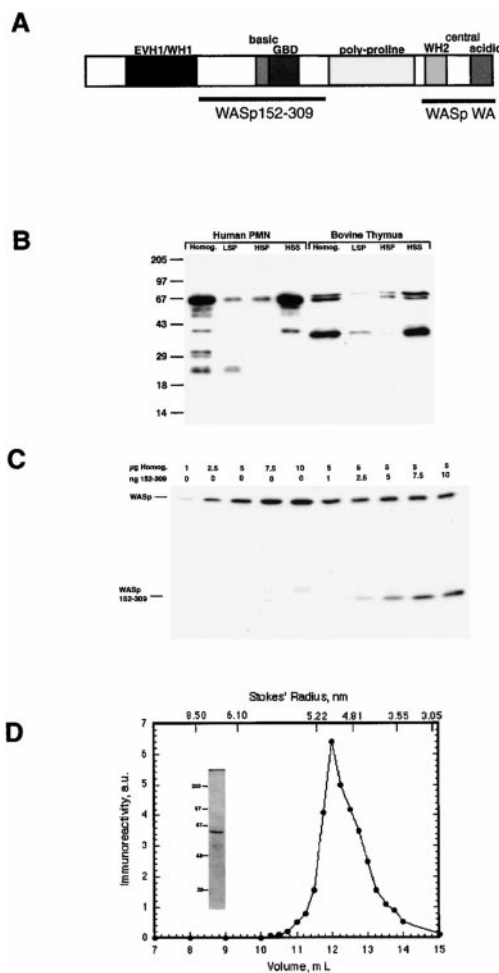 A
EVH1/WH1
basic
GBD
poly-proline
WH2
central
acidic
WASp152-309
WASp WA
B
Human PMN Bovine Thymus
Homog. LSP HSP HSS Homog. LSP HSP HSS
205
97
67
43
29
18
14
C
µg Homog. 1 2.5 5 7.5 10 5 5 5 5 5
ng 152-309 0 0 0 0 0 1 2.5 5 7.5 10
WASp
WASp
152-309
D
Stokes' Radius, nm
8.50 6.10 5.22 4.81 3.55 3.05
Immunoreactivity, a.u.
7
6
5
4
3
2
1
0
7 8 9 10 11 12 13 14 15
Volume, mL